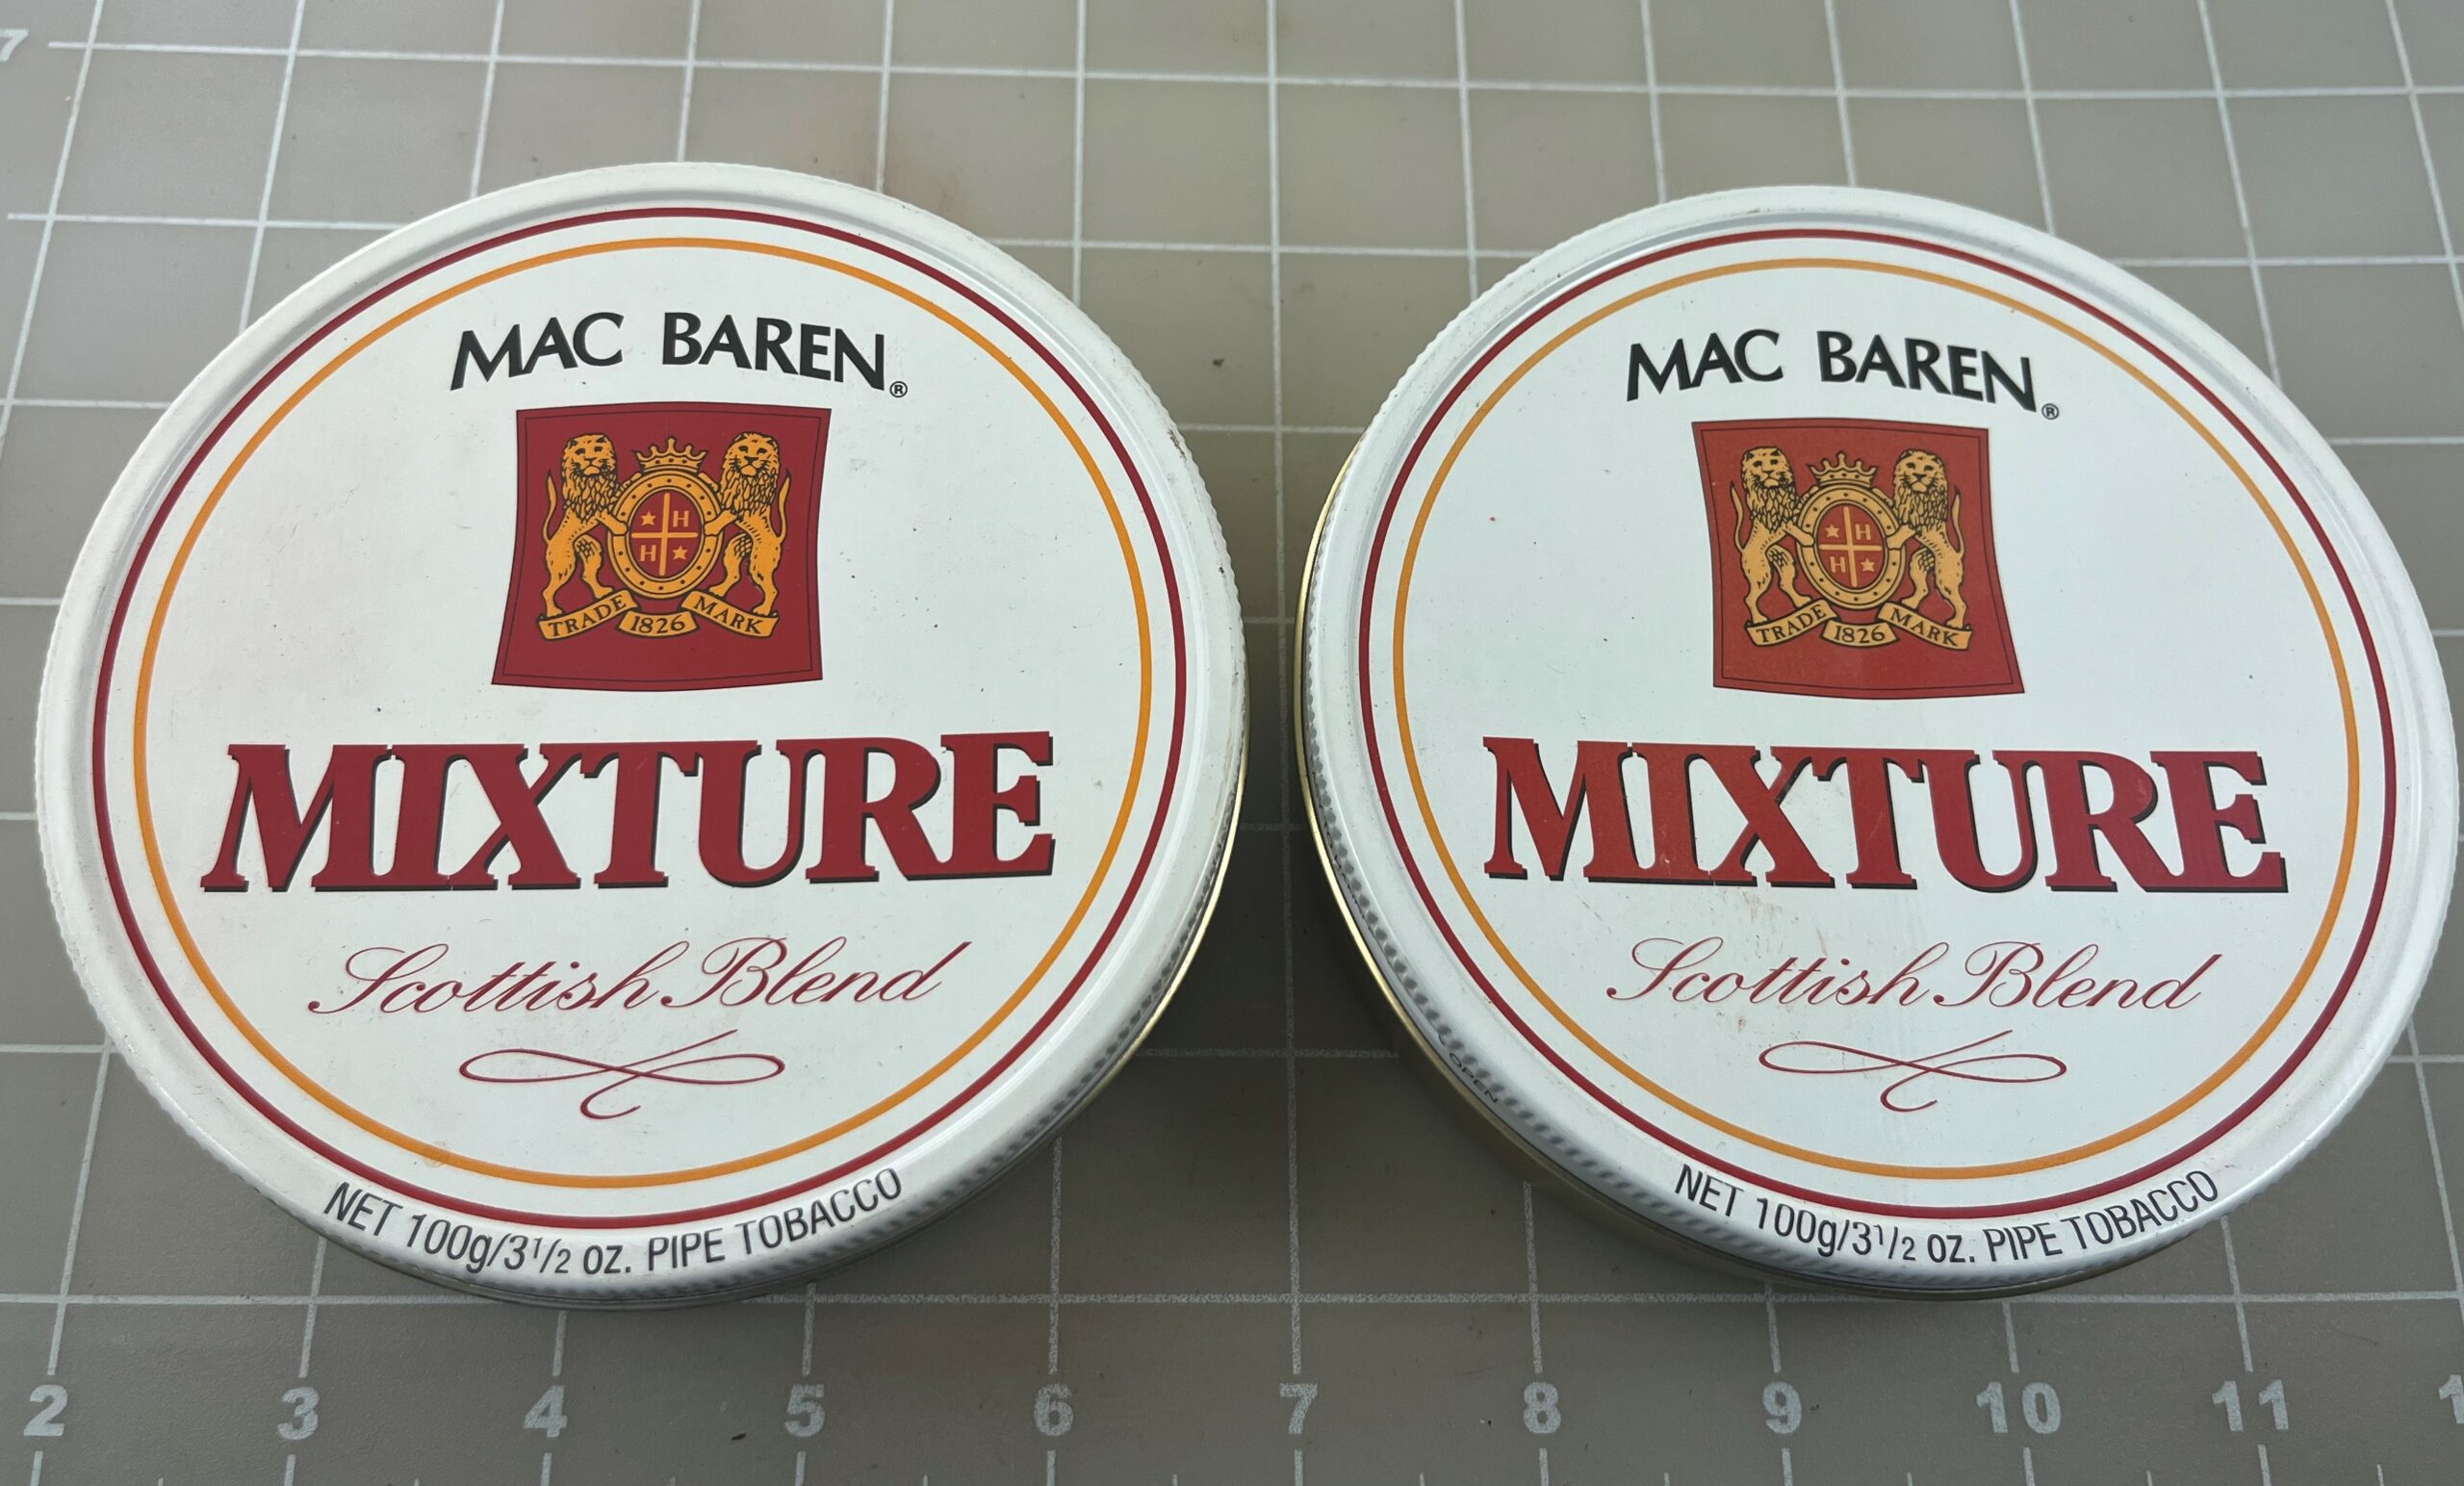 7
MAC BAREN®
H
H
TRADE 1826 MARK
MIXTURE
Scottish Blend
NET 100g/3½ oz. PIPE TOBACCO
MAC BAREN®
H
H
TRADE 1826 MARK
MIXTURE
Scottish Blend
OPEN
NET 100g/3½ oz. PIPE TOBACCO
2 3 4 5 6 7 8 9 10 11